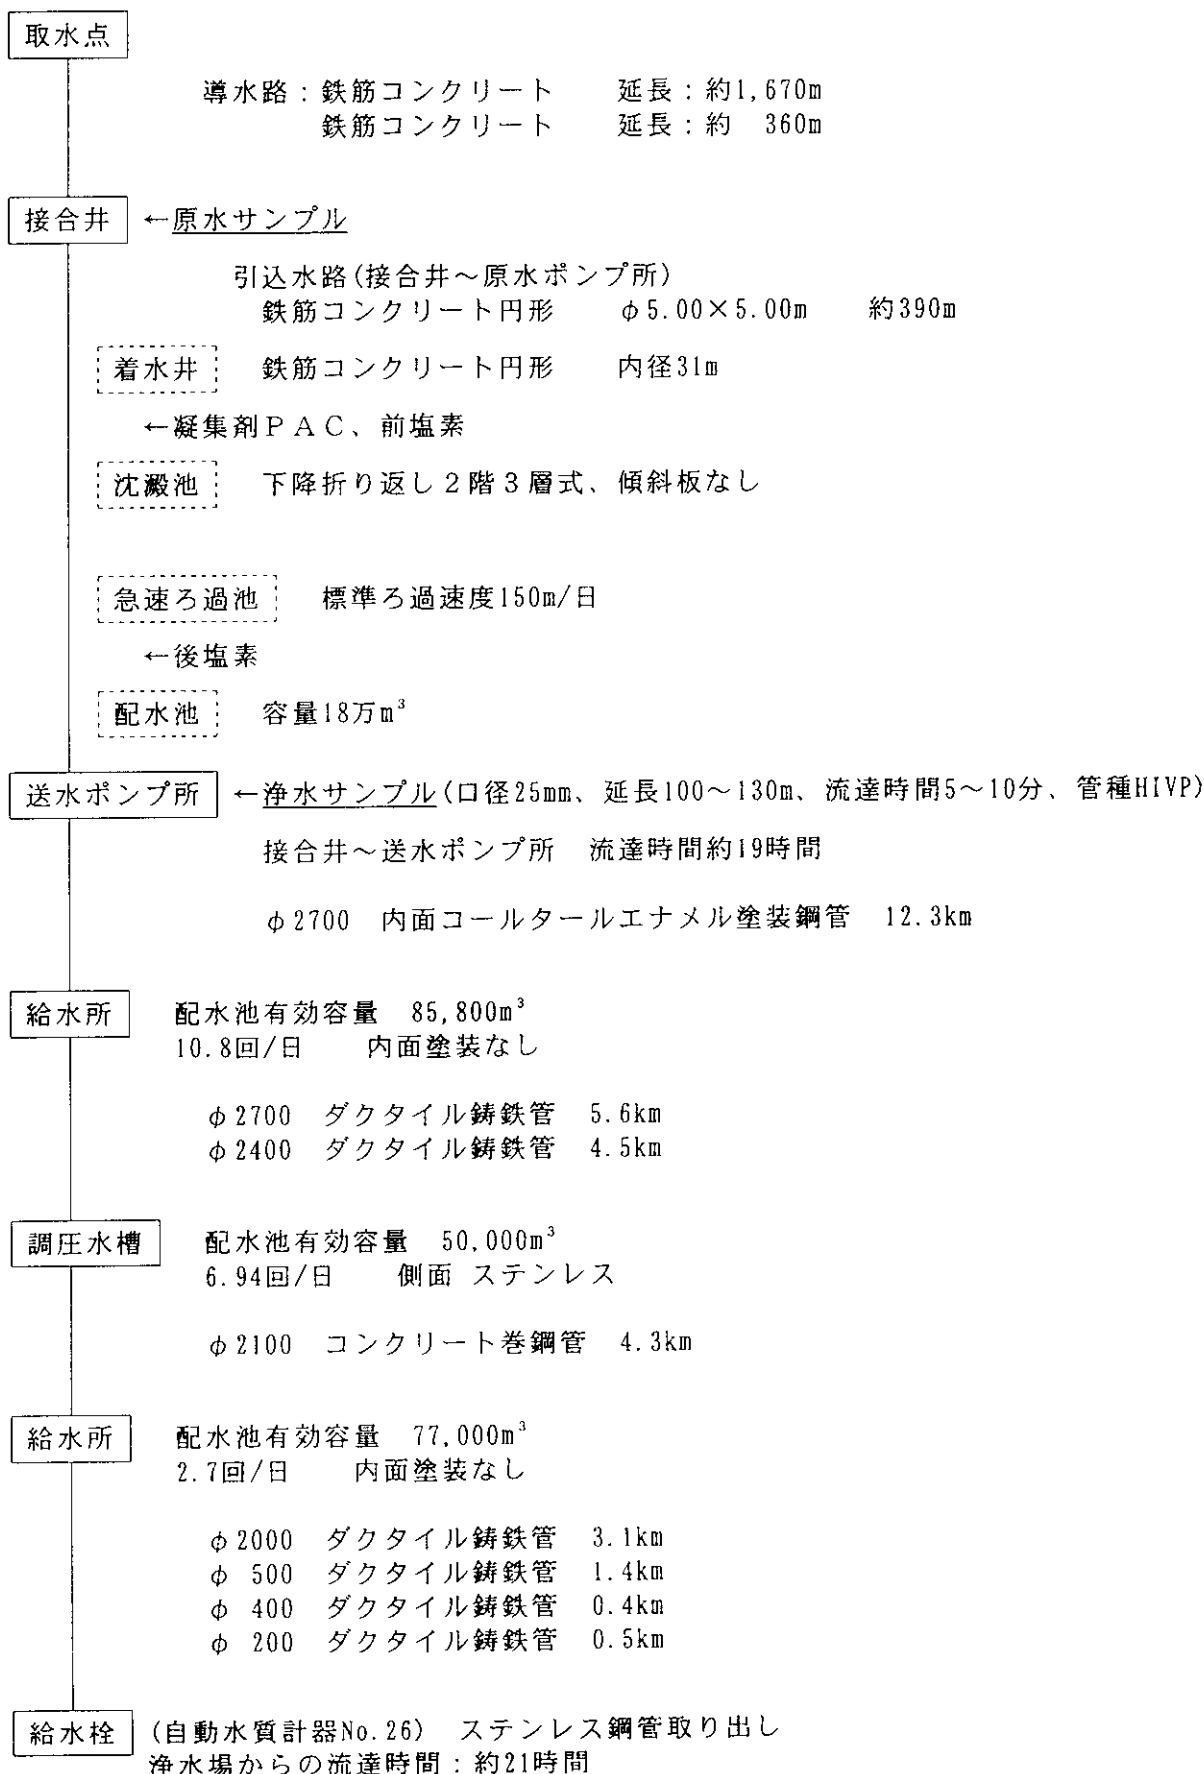 取水点
導水路：鉄筋コンクリート　延長：約1,670m
鉄筋コンクリート　延長：約　360m
接合井 ←原水サンプル
引込水路(接合井～原水ポンプ所)
鉄筋コンクリート円形　φ5.00×5.00m　約390m
着水井　鉄筋コンクリート円形　内径31m
←凝集剤ＰＡＣ、前塩素
沈澱池　下降折り返し２階３層式、傾斜板なし
急速ろ過池　標準ろ過速度150m/日
←後塩素
配水池　容量18万m³
送水ポンプ所 ←浄水サンプル(口径25mm、延長100～130m、流達時間5～10分、管種HIVP)
接合井～送水ポンプ所　流達時間約19時間
φ2700　内面コールタールエナメル塗装鋼管　12.3km
給水所　配水池有効容量　85,800m³
10.8回/日　内面塗装なし
φ2700　ダクタイル鋳鉄管　5.6km
φ2400　ダクタイル鋳鉄管　4.5km
調圧水槽　配水池有効容量　50,000m³
6.94回/日　側面 ステンレス
φ2100　コンクリート巻鋼管　4.3km
給水所　配水池有効容量　77,000m³
2.7回/日　内面塗装なし
φ2000　ダクタイル鋳鉄管　3.1km
φ 500　ダクタイル鋳鉄管　1.4km
φ 400　ダクタイル鋳鉄管　0.4km
φ 200　ダクタイル鋳鉄管　0.5km
給水栓 (自動水質計器No.26)　ステンレス鋼管取り出し
浄水場からの流達時間：約21時間